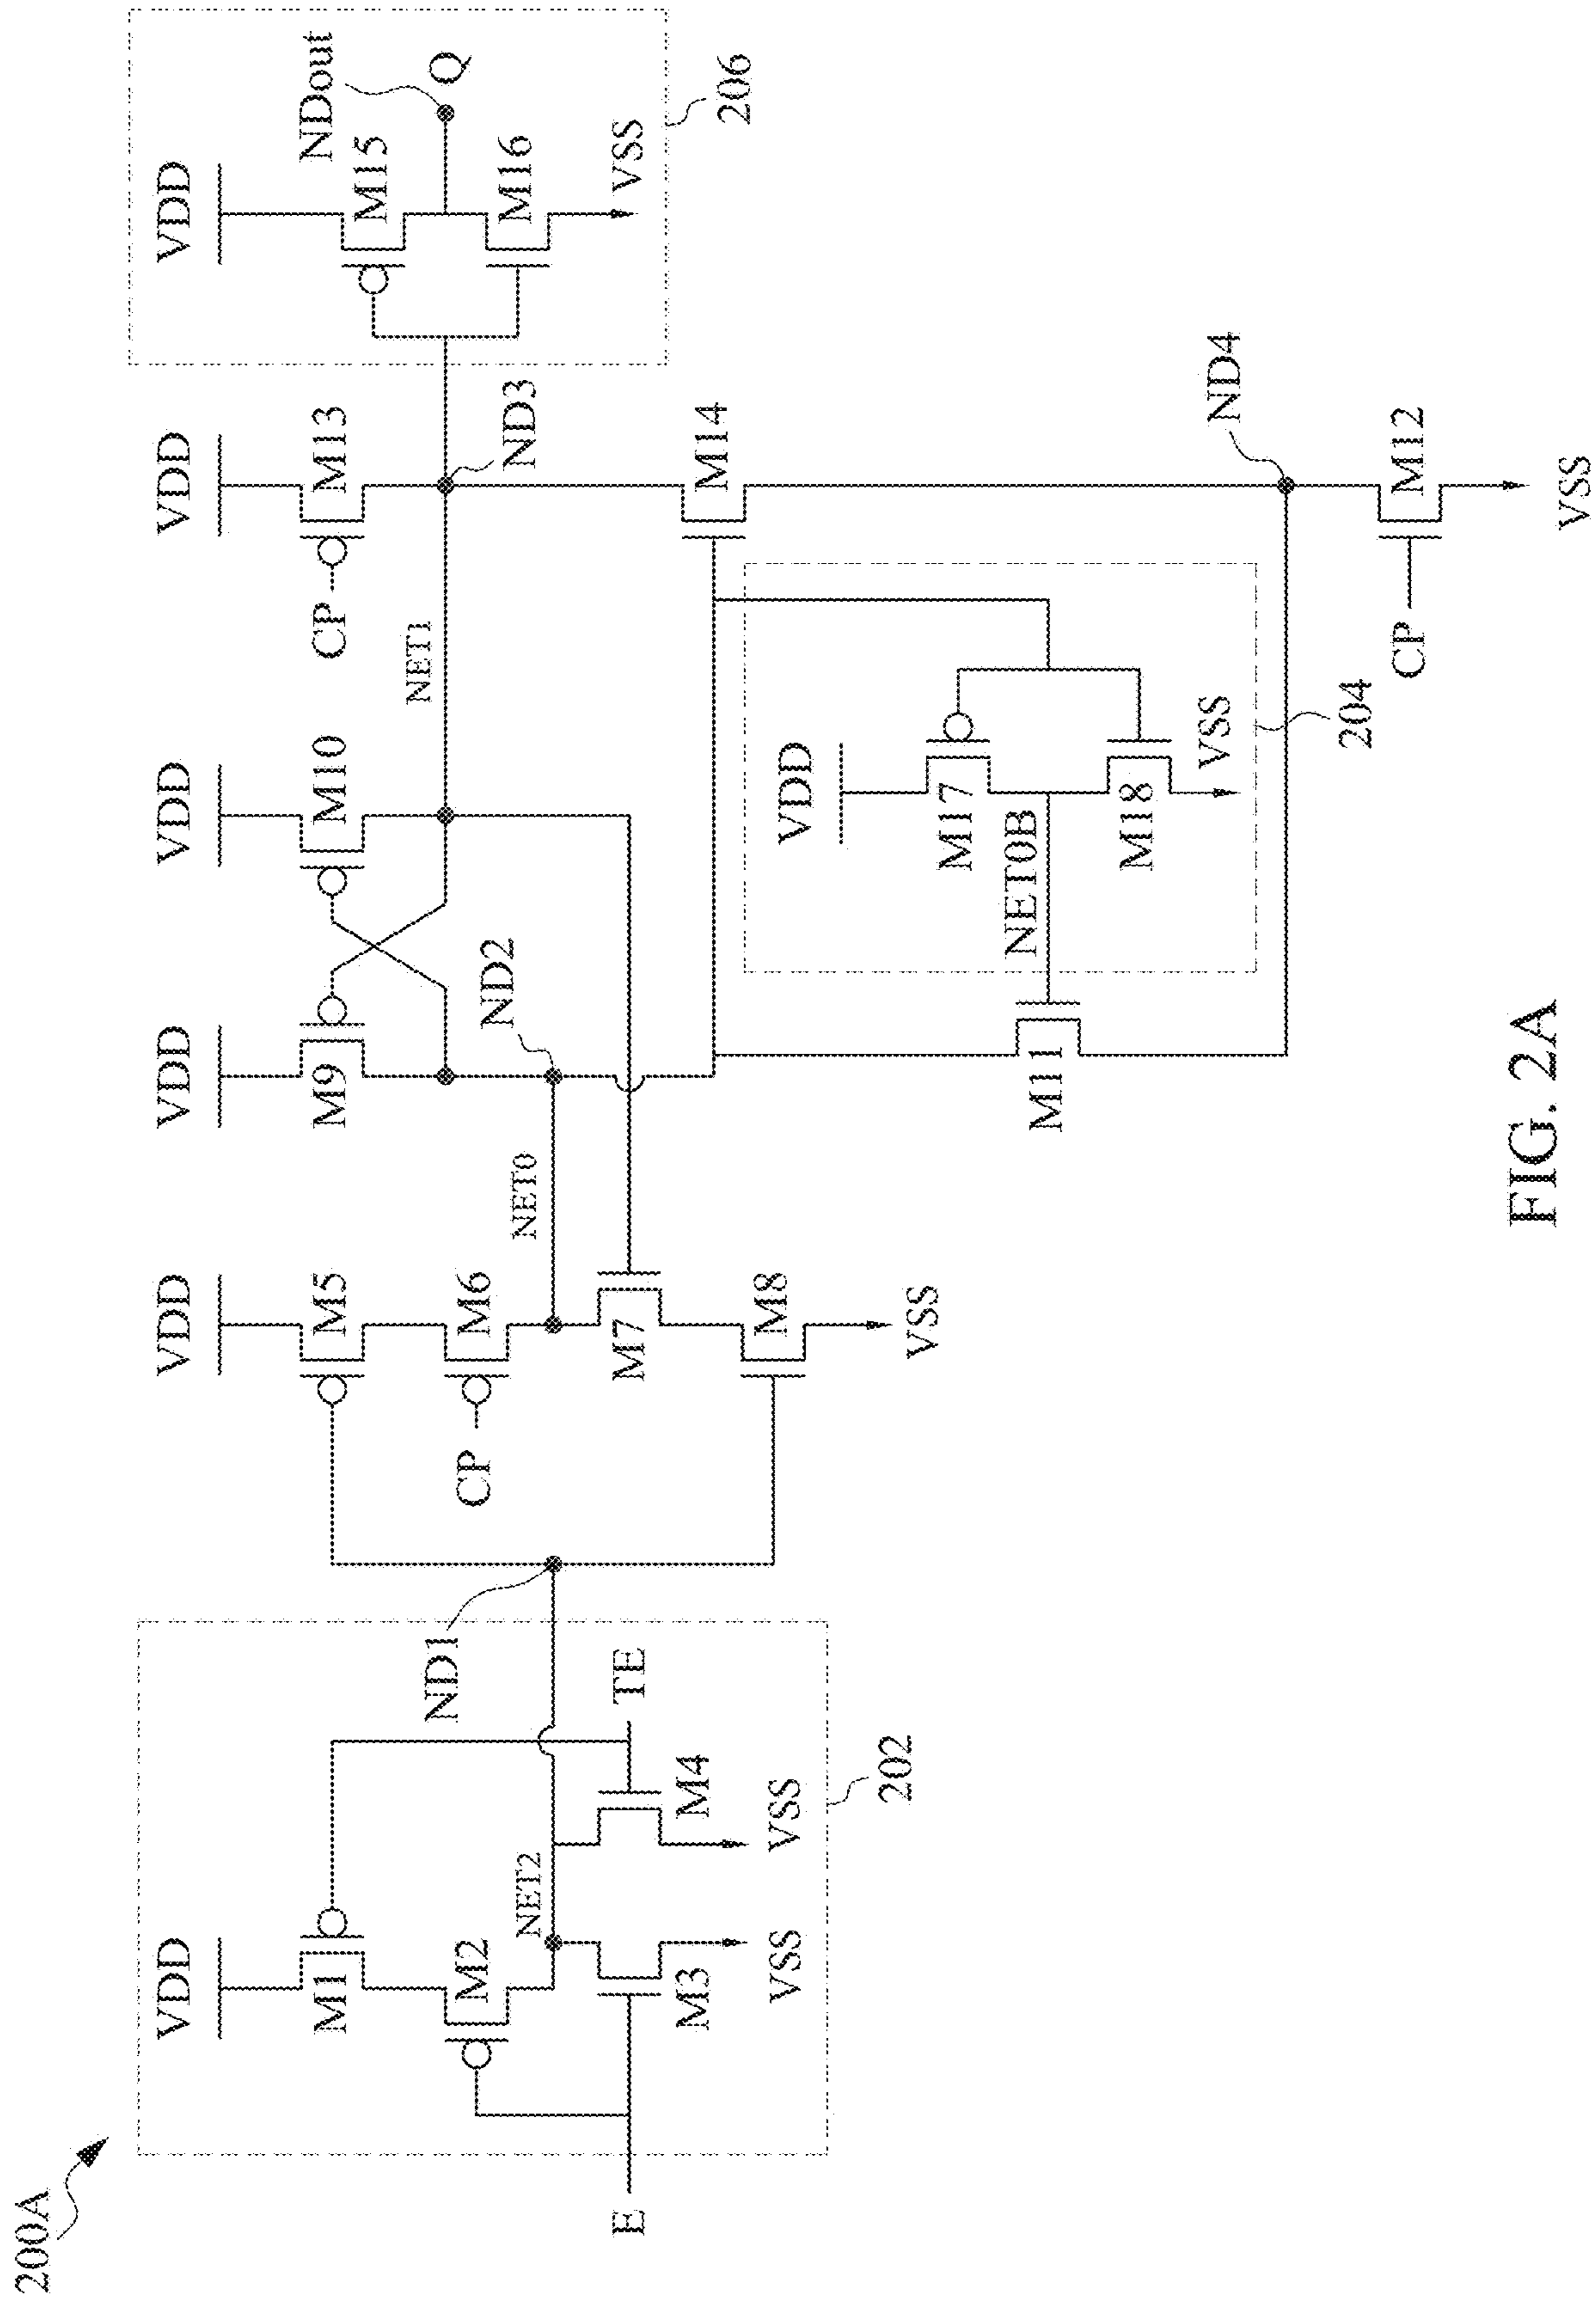 200A
E
VDD
M1
M2
NET2
M3
VSS
M4
VSS
TE
202
ND1
CP
VDD
M5
M6
M7
M8
VSS
NET0
VDD
M9
ND2
VDD
M10
NET1
M11
NET0B
VDD
M17
M18
VSS
204
CP
VDD
M13
ND3
M14
ND4
CP
M12
VSS
VDD
M15
M16
VSS
NDout
Q
206
FIG. 2A